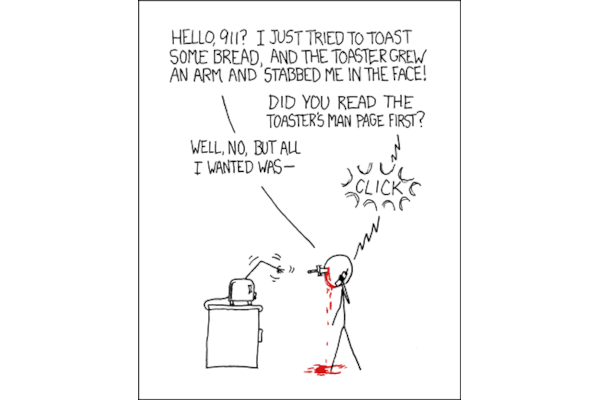 HELLO, 911? I JUST TRIED TO TOAST
SOME BREAD, AND THE TOASTER GREW
AN ARM AND STABBED ME IN THE FACE!
DID YOU READ THE
TOASTER'S MAN PAGE FIRST?
WELL, NO, BUT ALL
I WANTED WAS—
CLICK